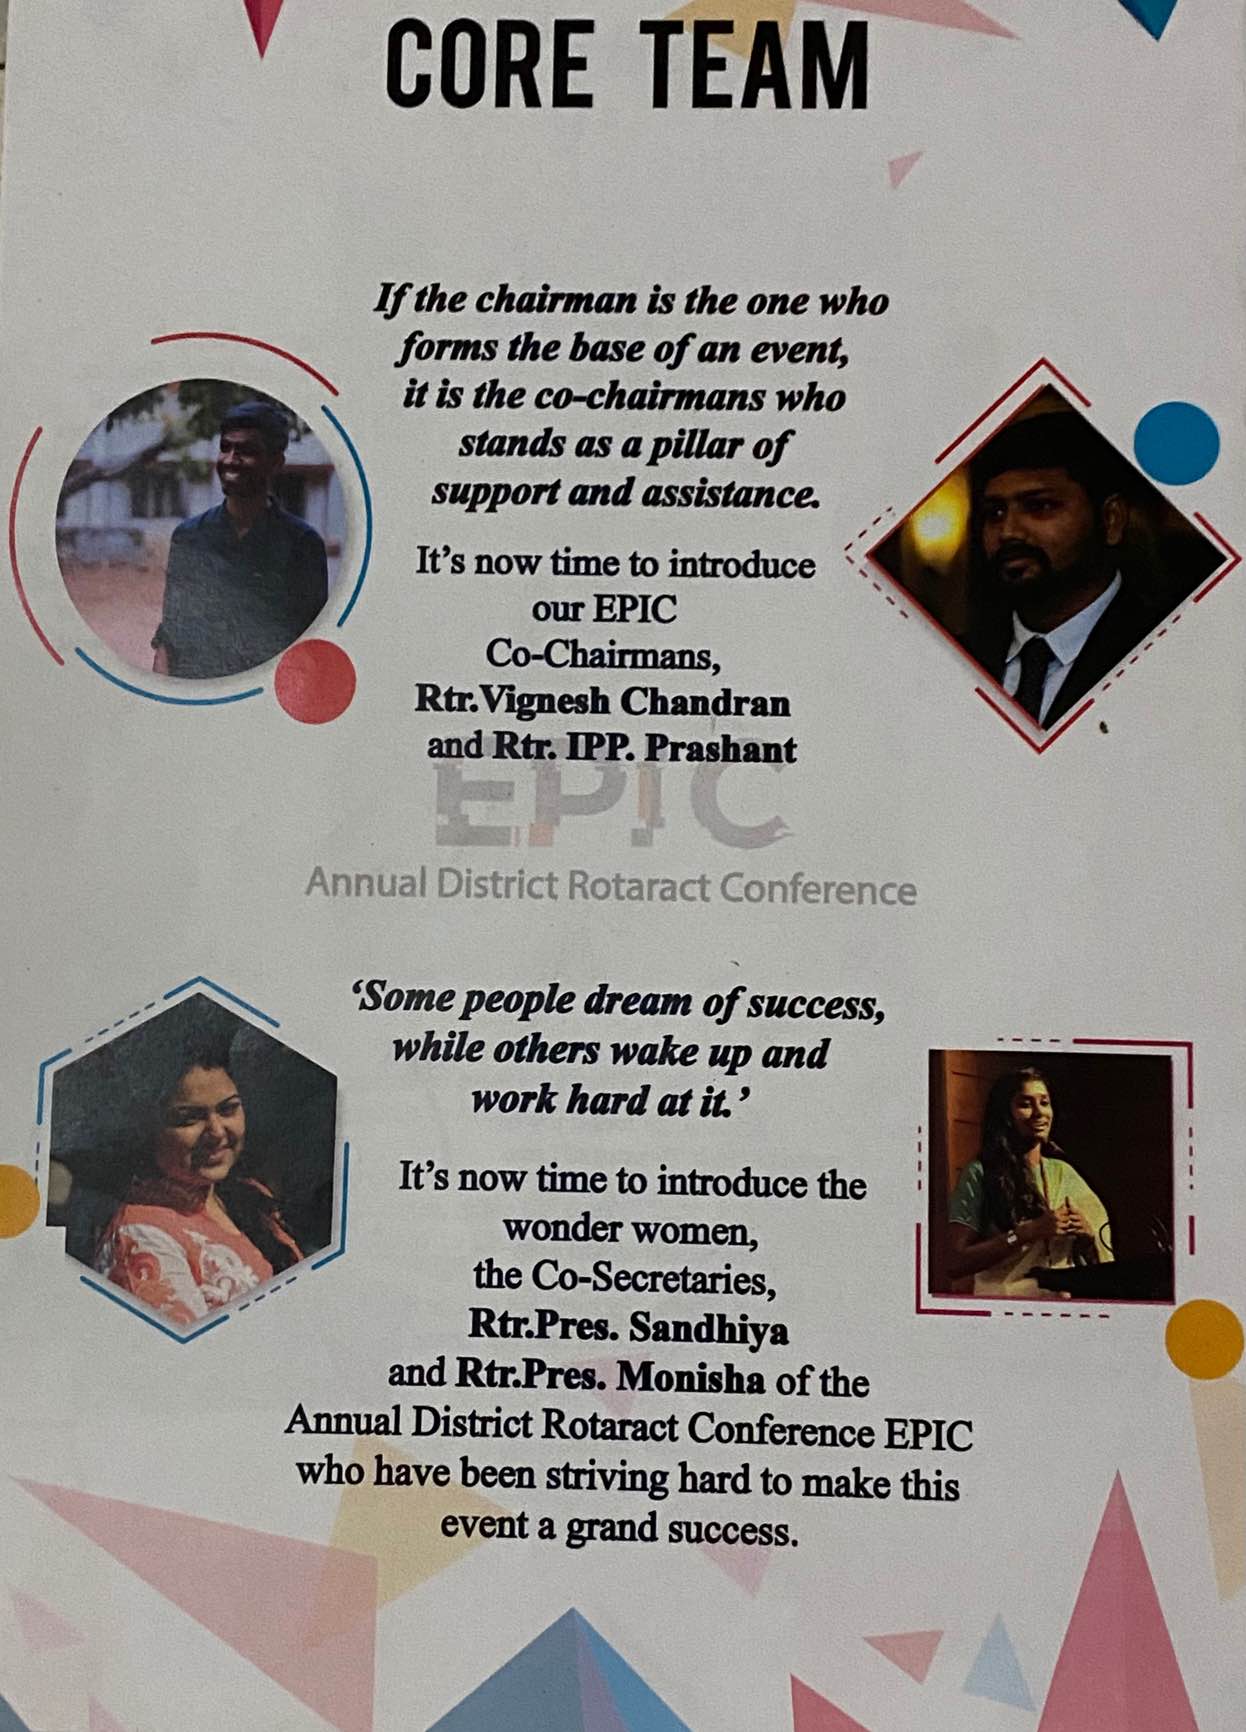 CORE TEAM
If the chairman is the one who
forms the base of an event,
it is the co-chairmans who
stands as a pillar of
support and assistance.
It's now time to introduce
our EPIC
Co-Chairmans,
Rtr.Vignesh Chandran
and Rtr. IPP. Prashant
EPIC
Annual District Rotaract Conference
‘Some people dream of success,
while others wake up and
work hard at it.’
It's now time to introduce the
wonder women,
the Co-Secretaries,
Rtr.Pres. Sandhiya
and Rtr.Pres. Monisha of the
Annual District Rotaract Conference EPIC
who have been striving hard to make this
event a grand success.